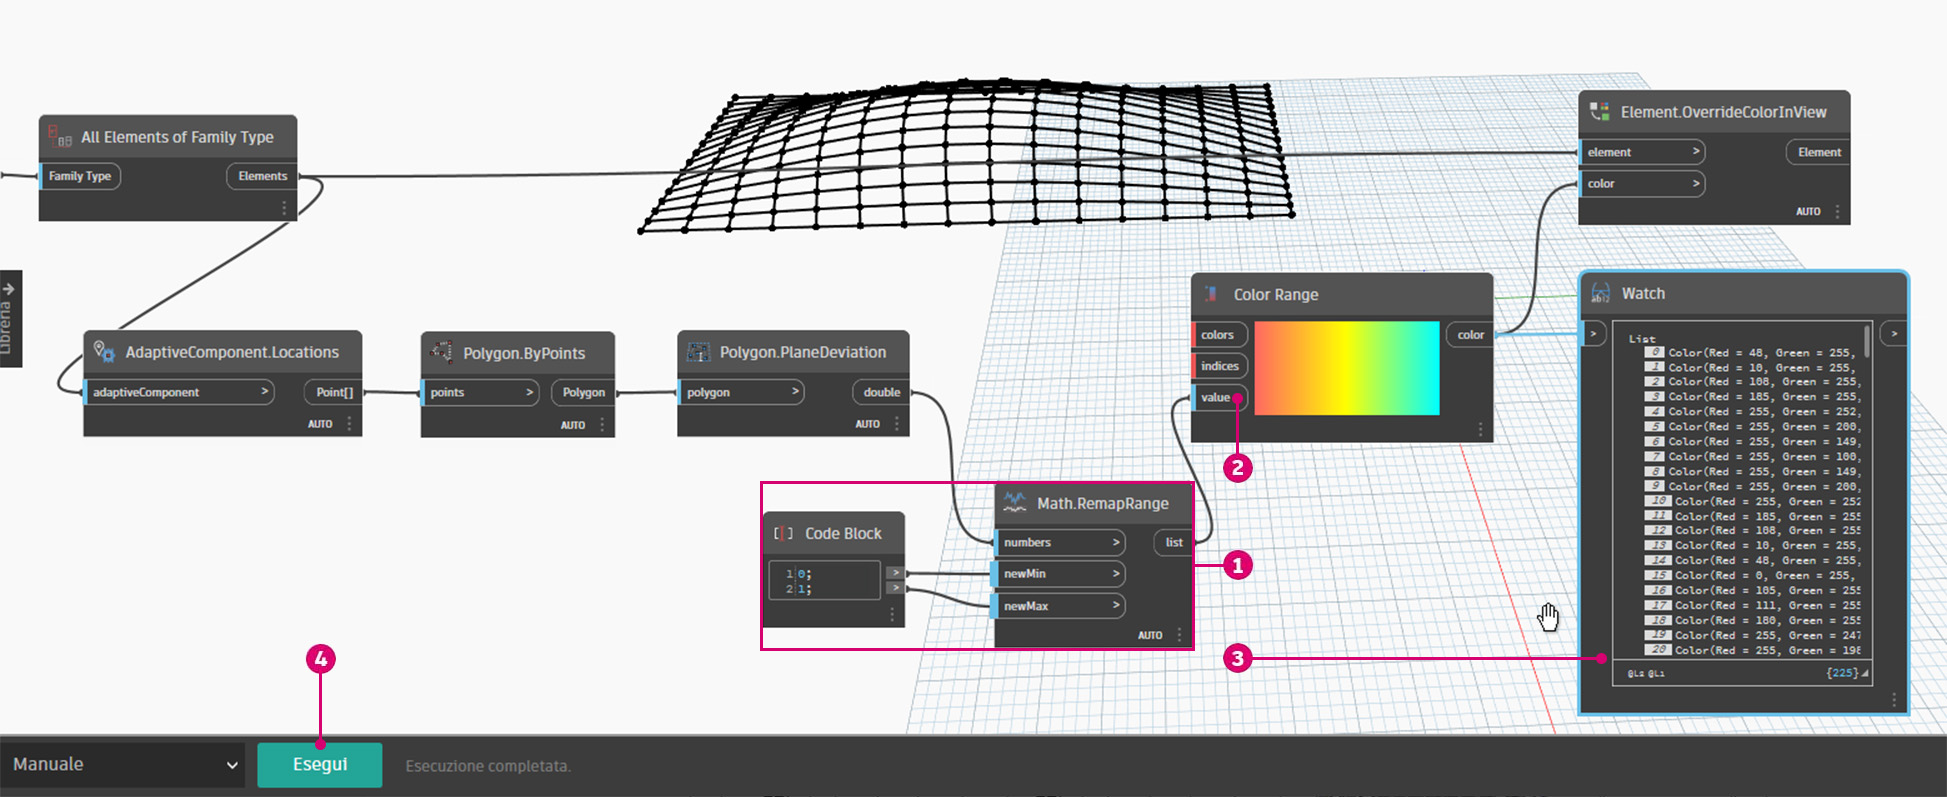 All Elements of Family Type
Family Type >
Elements
Element.OverrideColorInView
element >
Element
color >
AUTO
Libreria
AdaptiveComponent.Locations
adaptiveComponent >
Point[]
AUTO
Polygon.ByPoints
points >
Polygon
AUTO
Polygon.PlaneDeviation
polygon >
double
AUTO
Color Range
colors
indices
value
color
2
Watch
>
>
List
0 Color(Red = 48, Green = 255,
1 Color(Red = 10, Green = 255,
2 Color(Red = 108, Green = 255,
3 Color(Red = 185, Green = 255,
4 Color(Red = 255, Green = 252,
5 Color(Red = 255, Green = 200,
6 Color(Red = 255, Green = 149,
7 Color(Red = 255, Green = 100,
8 Color(Red = 255, Green = 149,
9 Color(Red = 255, Green = 200,
10 Color(Red = 255, Green = 252
11 Color(Red = 185, Green = 255
12 Color(Red = 108, Green = 255
13 Color(Red = 10, Green = 255,
14 Color(Red = 48, Green = 255,
15 Color(Red = 0, Green = 255,
16 Color(Red = 105, Green = 255
17 Color(Red = 111, Green = 255
18 Color(Red = 180, Green = 255
19 Color(Red = 255, Green = 247
20 Color(Red = 255, Green = 198
@L2 @L1
{225}
Code Block
1 0;
2 1;
>
>
Math.RemapRange
numbers >
list
newMin >
newMax >
AUTO
1
3
4
Manuale
Esegui
Esecuzione completata.